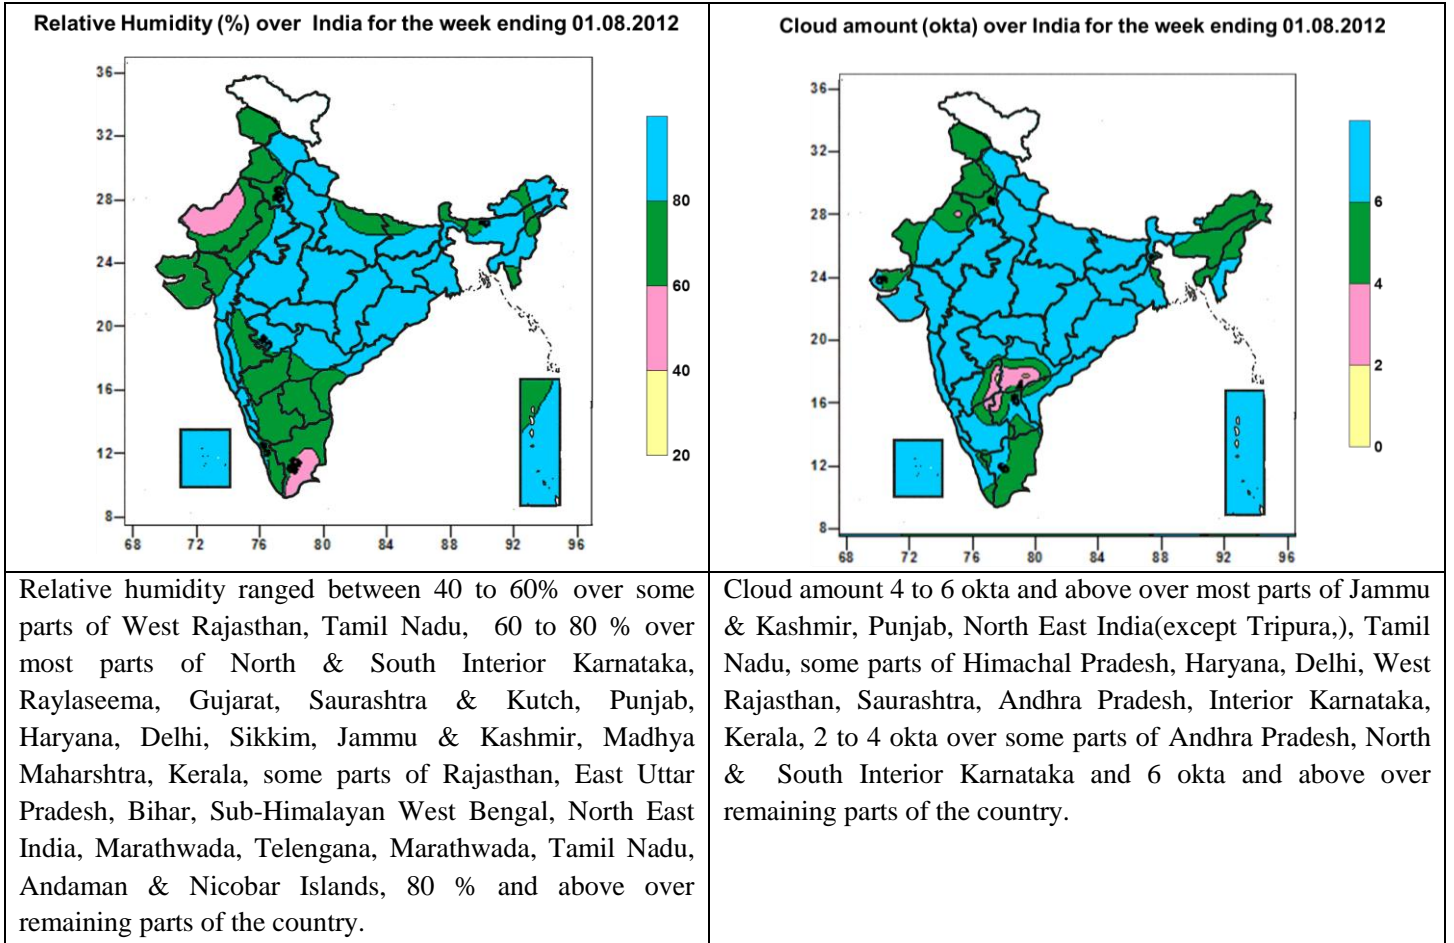 Relative Humidity (%) over India for the week ending 01.08.2012
36
32
28
24
20
16
12
8
68 72 76 80 84 88 92 96
80
60
40
20
Cloud amount (okta) over India for the week ending 01.08.2012
36
32
28
24
20
16
12
8
68 72 76 80 84 88 92 96
6
4
2
0
Relative humidity ranged between 40 to 60% over some
parts of West Rajasthan, Tamil Nadu, 60 to 80 % over
most parts of North & South Interior Karnataka,
Raylaseema, Gujarat, Saurashtra & Kutch, Punjab,
Haryana, Delhi, Sikkim, Jammu & Kashmir, Madhya
Maharshtra, Kerala, some parts of Rajasthan, East Uttar
Pradesh, Bihar, Sub-Himalayan West Bengal, North East
India, Marathwada, Telengana, Marathwada, Tamil Nadu,
Andaman & Nicobar Islands, 80 % and above over
remaining parts of the country.
Cloud amount 4 to 6 okta and above over most parts of Jammu
& Kashmir, Punjab, North East India(except Tripura,), Tamil
Nadu, some parts of Himachal Pradesh, Haryana, Delhi, West
Rajasthan, Saurashtra, Andhra Pradesh, Interior Karnataka,
Kerala, 2 to 4 okta over some parts of Andhra Pradesh, North
& South Interior Karnataka and 6 okta and above over
remaining parts of the country.